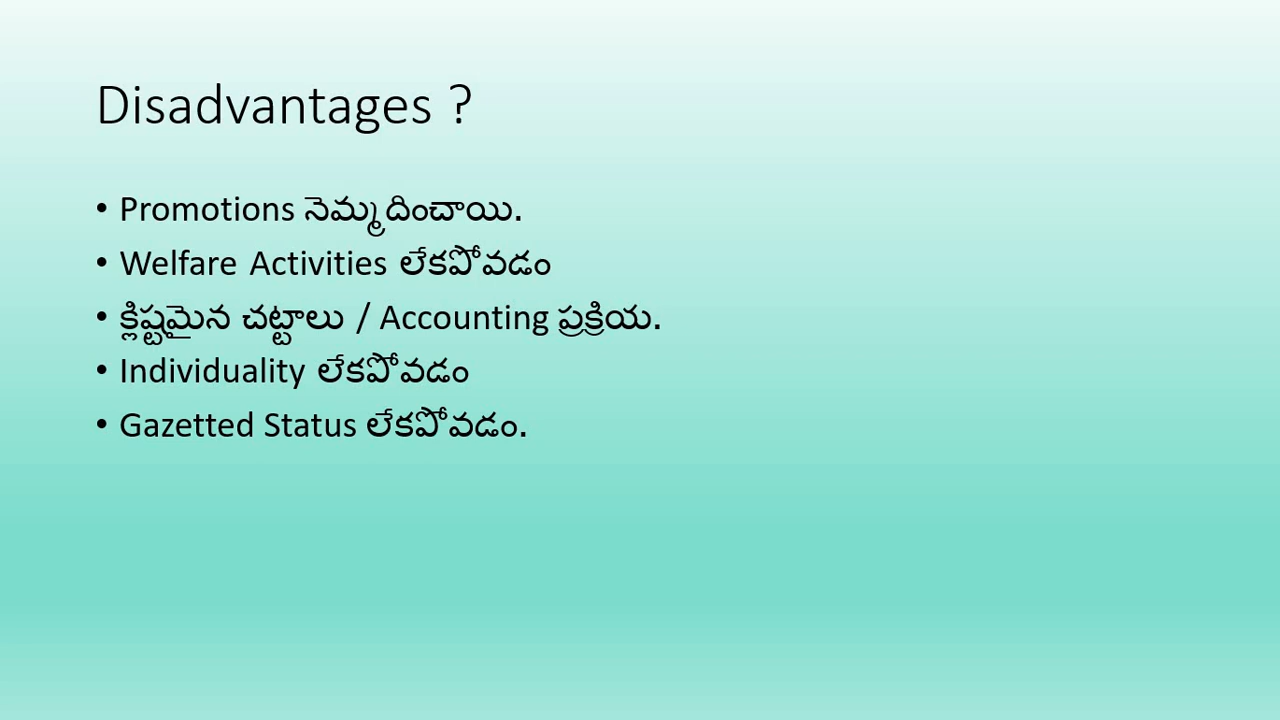 Disadvantages ?
• Promotions నెమ్మదించాయి.
• Welfare Activities లేకపోవడం
• క్లిష్టమైన చట్టాలు / Accounting ప్రక్రియ.
• Individuality లేకపోవడం
• Gazetted Status లేకపోవడం.